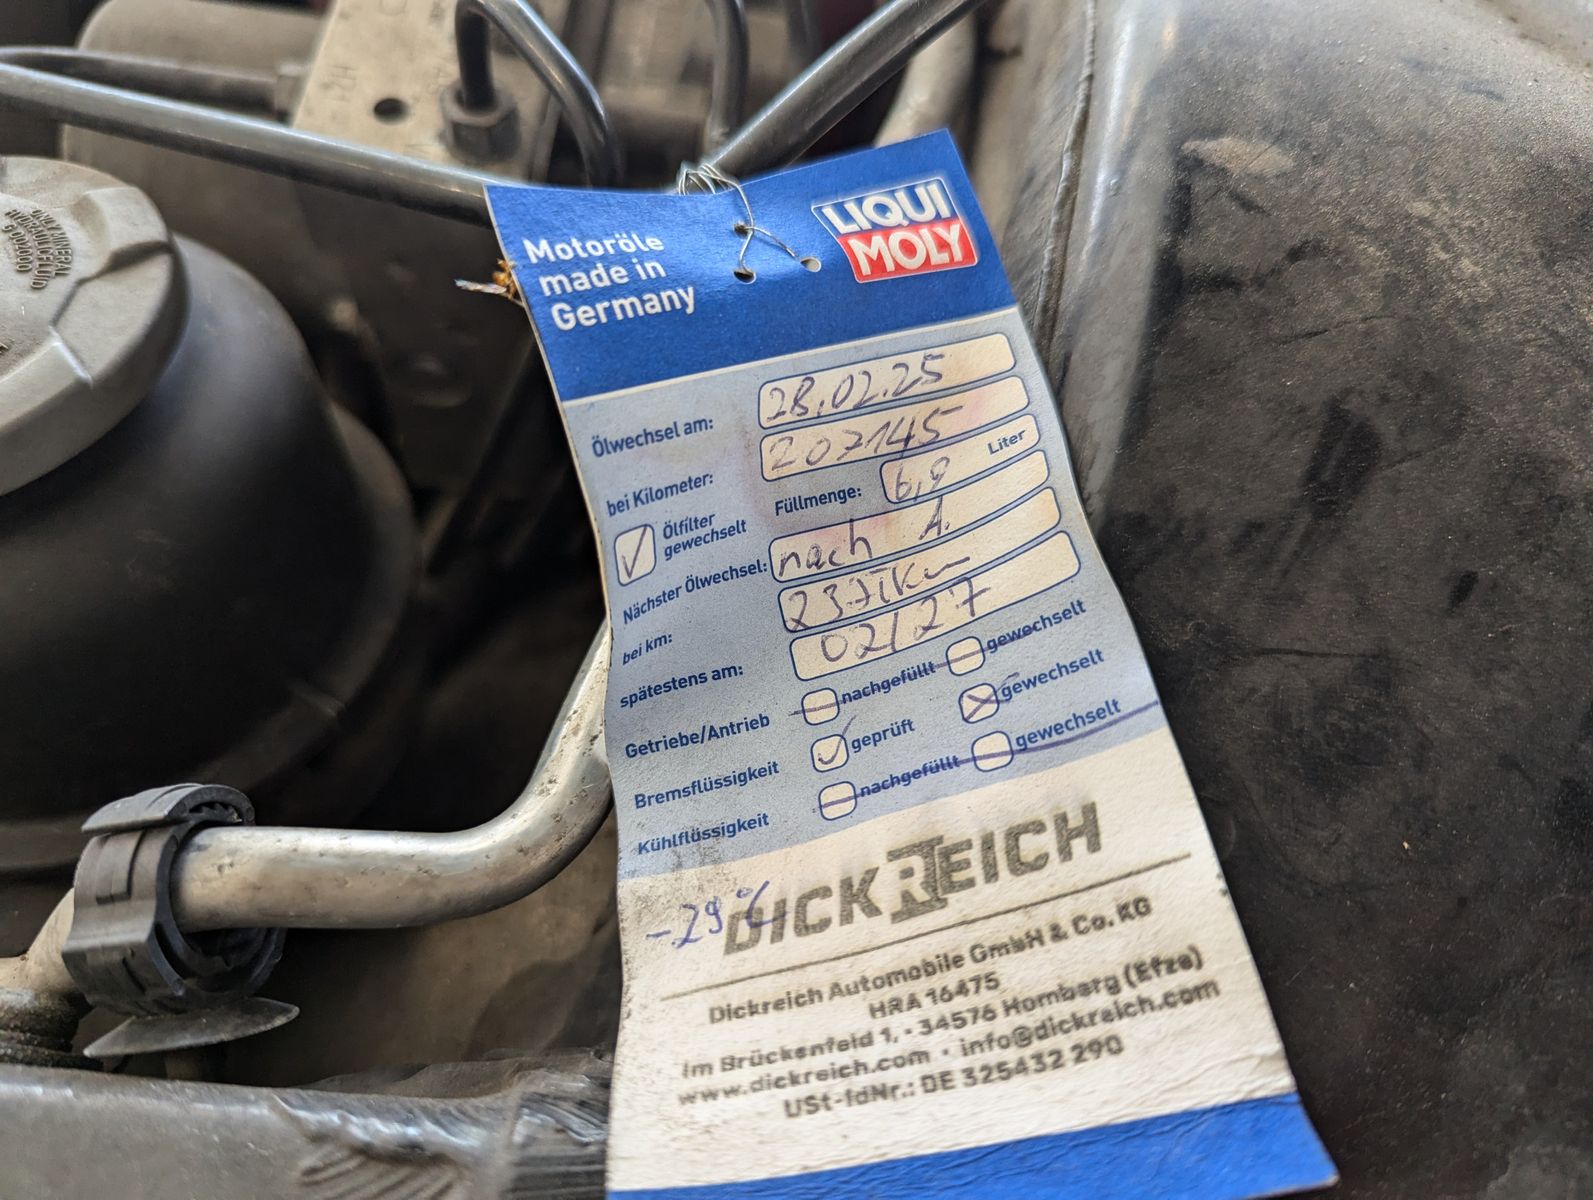 Motoröle
made in
Germany
LIQUI
MOLY
Ölwechsel am: 28.02.25
bei Kilometer: 207145
Ölfilter
gewechselt
Füllmenge: 6,9 Liter
Nächster Ölwechsel: nach A.
bei km: 237tkm
spätestens am: 02/27
Getriebe/Antrieb nachgefüllt gewechselt
Bremsflüssigkeit geprüft gewechselt
Kühlflüssigkeit nachgefüllt gewechselt
-29°C
DICKREICH
Dickreich Automobile GmbH & Co. KG
HRA 16475
Im Brückenfeld 1, · 34576 Homberg (Efze)
www.dickreich.com · info@dickreich.com
USt-IdNr.: DE 325432 290